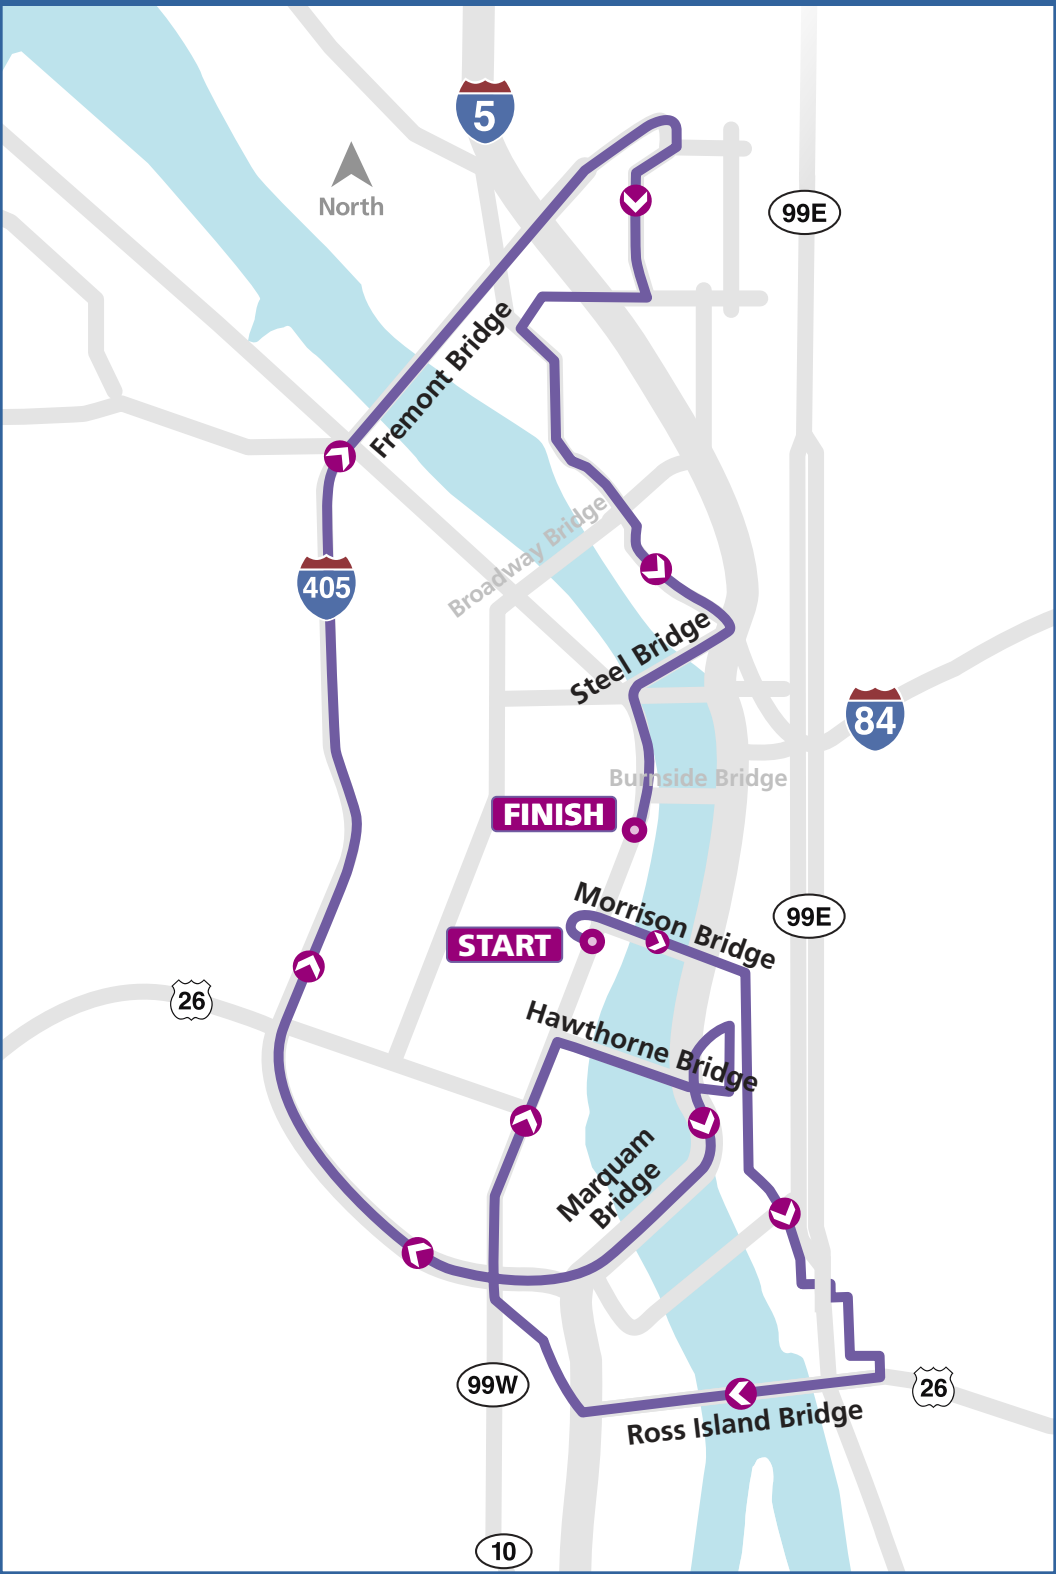 5
North
99E
Fremont Bridge
Broadway Bridge
405
Steel Bridge
84
Burnside Bridge
FINISH
Morrison Bridge
99E
START
26
Hawthorne Bridge
Marquam
Bridge
99W
26
Ross Island Bridge
10